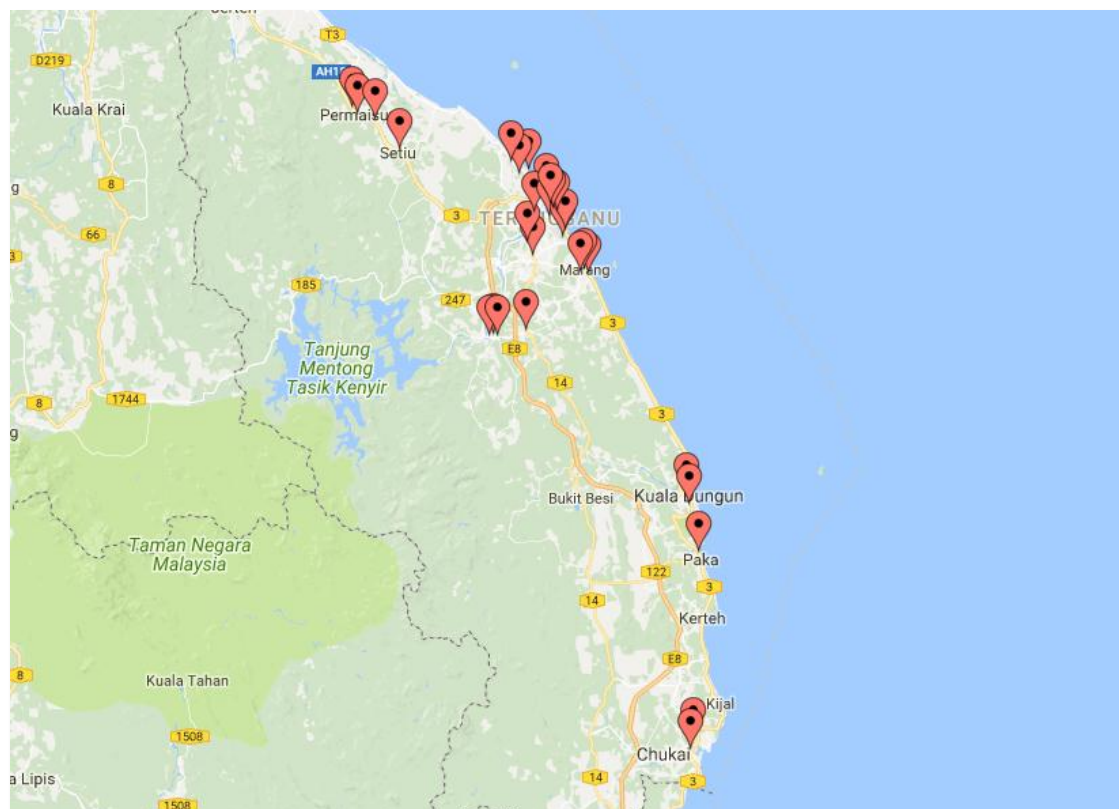 T3
D219
AH18
Kuala Krai
Permaisu
Setiu
8
66
3
3
TERENGGANU
Marang
185
247
3
E8
Tanjung
Mentong
Tasik Kenyir
14
8
1744
3
Bukit Besi
Kuala Dungun
Taman Negara
Malaysia
Paka
122
3
14
Kerteh
E8
8
Kuala Tahan
Kijal
1508
Chukai
14
3
a Lipis
1508